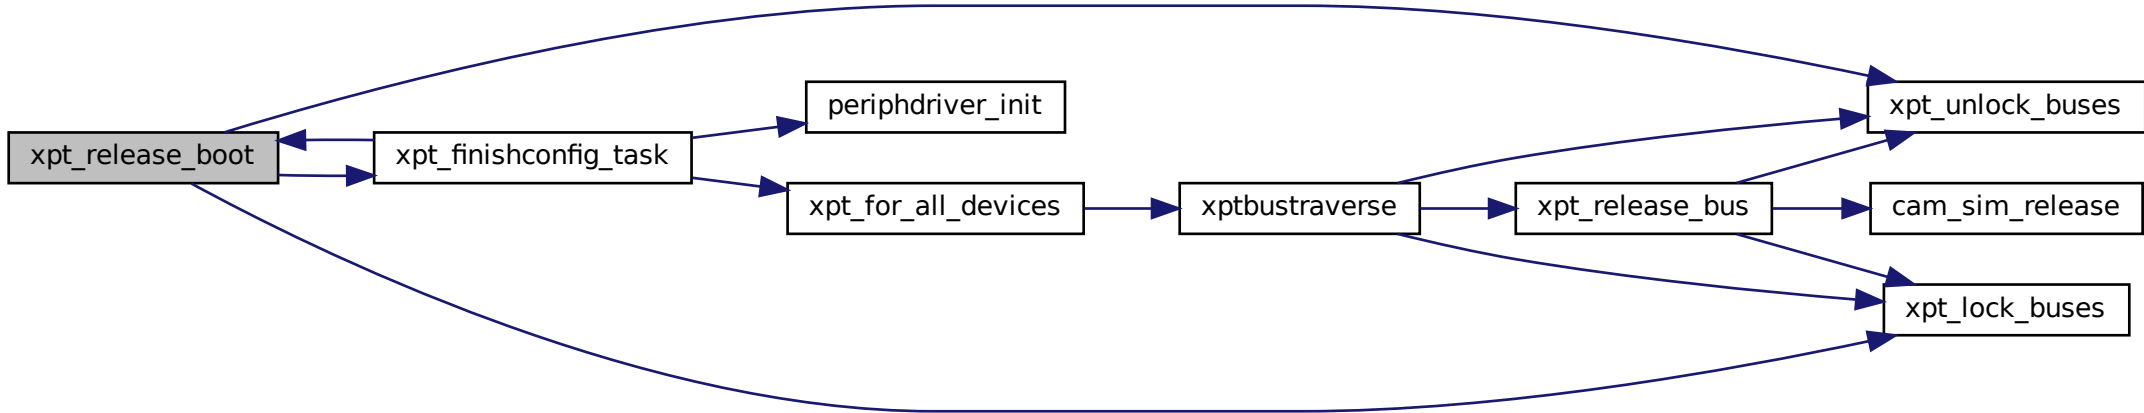 xpt_release_boot
xpt_finishconfig_task
periphdriver_init
xpt_for_all_devices
xptbustraverse
xpt_release_bus
xpt_unlock_buses
cam_sim_release
xpt_lock_buses